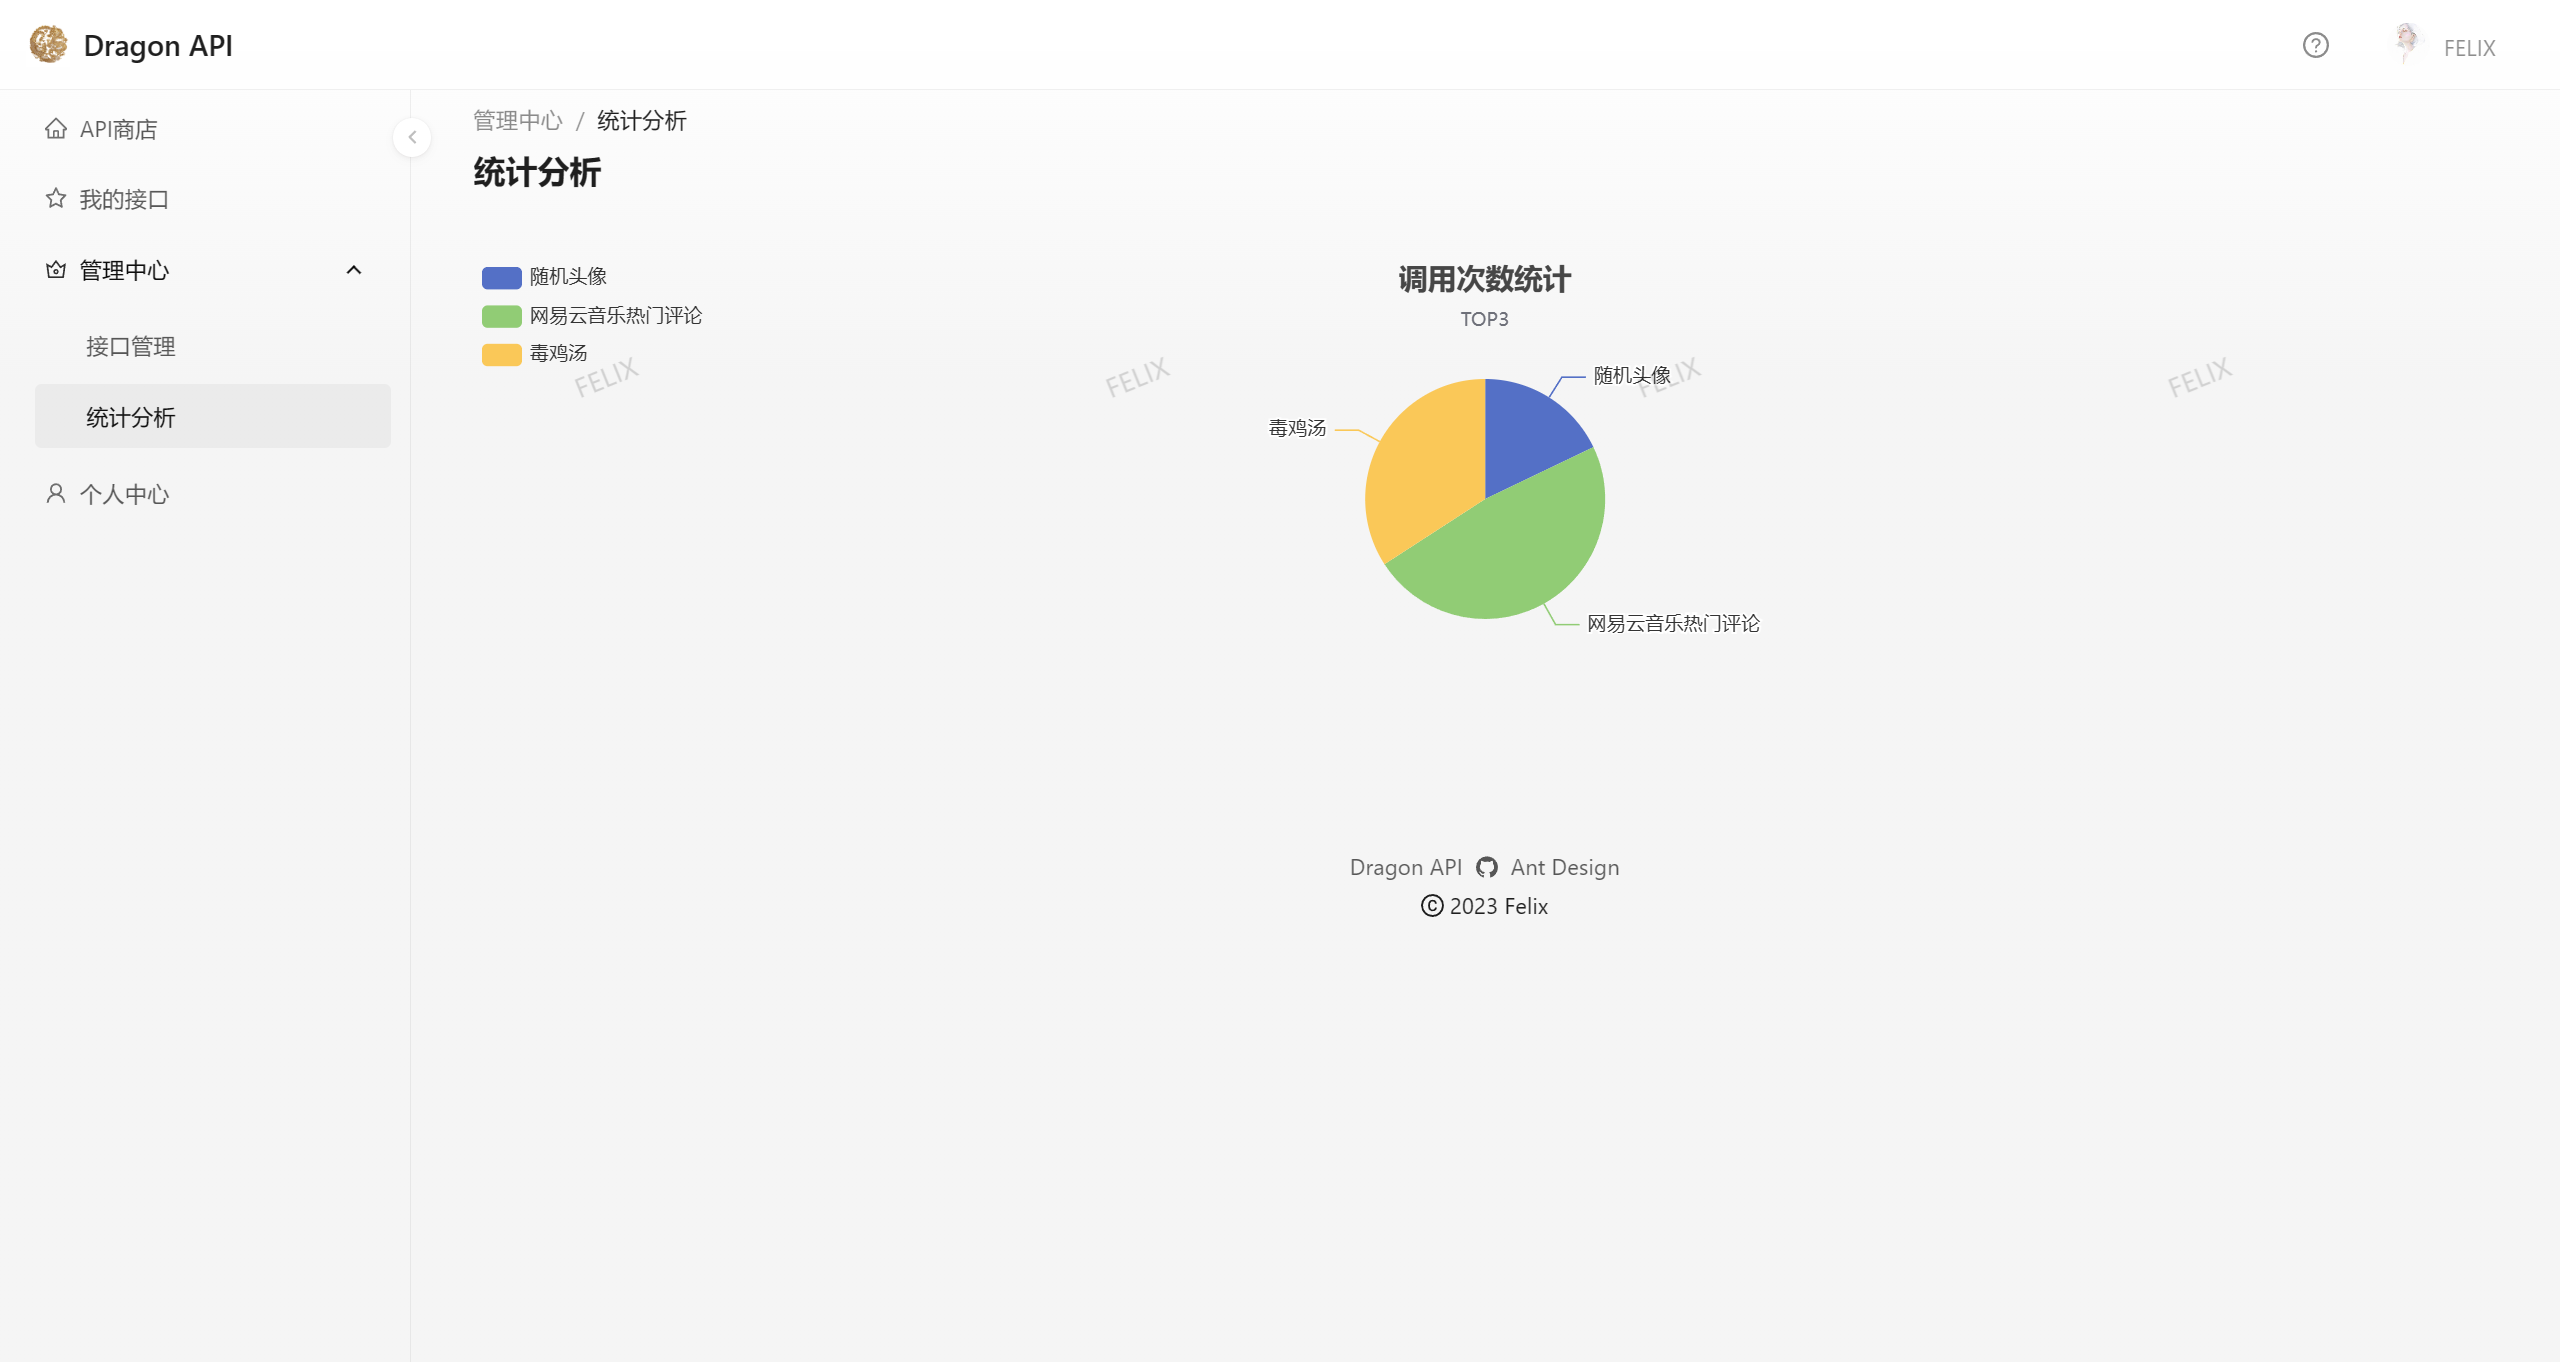 Dragon API
FELIX
API商店
我的接口
管理中心
接口管理
统计分析
个人中心
管理中心 / 统计分析
统计分析
随机头像
网易云音乐热门评论
毒鸡汤
调用次数统计
TOP3
FELIX
FELIX
FELIX
FELIX
随机头像
毒鸡汤
网易云音乐热门评论
Dragon API Ant Design
© 2023 Felix